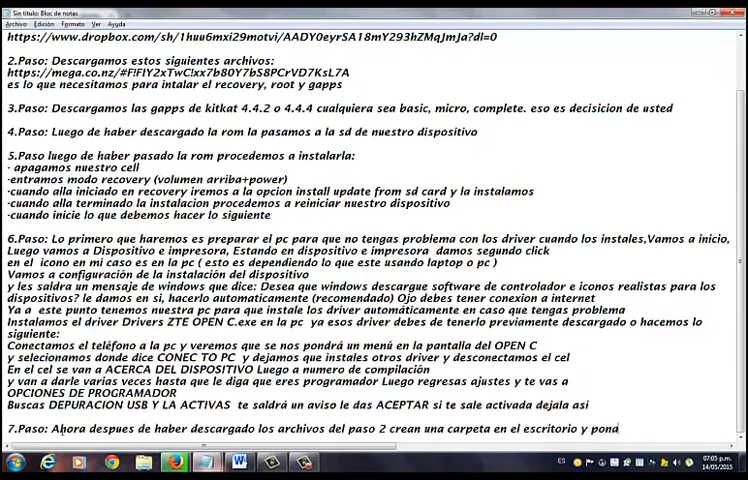 Sin título: Bloc de notas
Archivo Edición Formato Ver Ayuda
https://www.dropbox.com/sh/1huu6mxi29motvi/AADY0eyrSA18mY293hZMqJmJa?dl=0
2.Paso: Descargamos estos siguientes archivos:
https://mega.co.nz/#F!FIY2xTwC!xx7b80Y7bS8PCrVD7KsL7A
es lo que necesitamos para intalar el recovery, root y gapps
3.Paso: Descargamos las gapps de kitkat 4.4.2 o 4.4.4 cualquiera sea basic, micro, complete. eso es decisicion de usted
4.Paso: Luego de haber descargado la rom la pasamos a la sd de nuestro dispositivo
5.Paso luego de haber pasado la rom procedemos a instalarla:
- apagamos nuestro cell
-entramos modo recovery (volumen arriba+power)
-cuando alla iniciado en recovery iremos a la opcion install update from sd card y la instalamos
-cuando alla terminado la instalacion procedemos a reiniciar nuestro dispositivo
-cuando inicie lo que debemos hacer lo siguiente
6.Paso: Lo primero que haremos es preparar el pc para que no tengas problema con los driver cuando los instales,Vamos a inicio,
Luego vamos a Dispositivo e impresora, Estando en dispositivo e impresora  damos segundo click
en el  icono en mi caso es en la pc ( esto es dependiendo lo que este usando laptop o pc )
Vamos a configuración de la instalación del dispositivo
y les saldra un mensaje de windows que dice: Desea que windows descargue software de controlador e iconos realistas para los
dispositivos? le damos en si, hacerlo automaticamente (recomendado) Ojo debes tener conexion a internet
Ya a  este punto tenemos nuestra pc para que instale los driver automáticamente en caso que tengas problema
Instalamos el driver Drivers ZTE OPEN C.exe en la pc  ya esos driver debes de tenerlo previamente descargado o hacemos lo
siguiente:
Conectamos el teléfono a la pc y veremos que se nos pondrá un menú en la pantalla del OPEN C
y selecionamos donde dice CONEC TO PC y dejamos que instales otros driver y desconectamos el cel
En el cel se van a ACERCA DEL DISPOSITIVO Luego a numero de compilación
y van a darle varias veces hasta que le diga que eres programador Luego regresas ajustes y te vas a
OPCIONES DE PROGRAMADOR
Buscas DEPURACION USB Y LA ACTIVAS  te saldrá un aviso le das ACEPTAR si te sale activada dejala asi
7.Paso: Ahora despues de haber descargado los archivos del paso 2 crean una carpeta en el escritorio y pona
ES
07:05 p.m.
14/05/2015